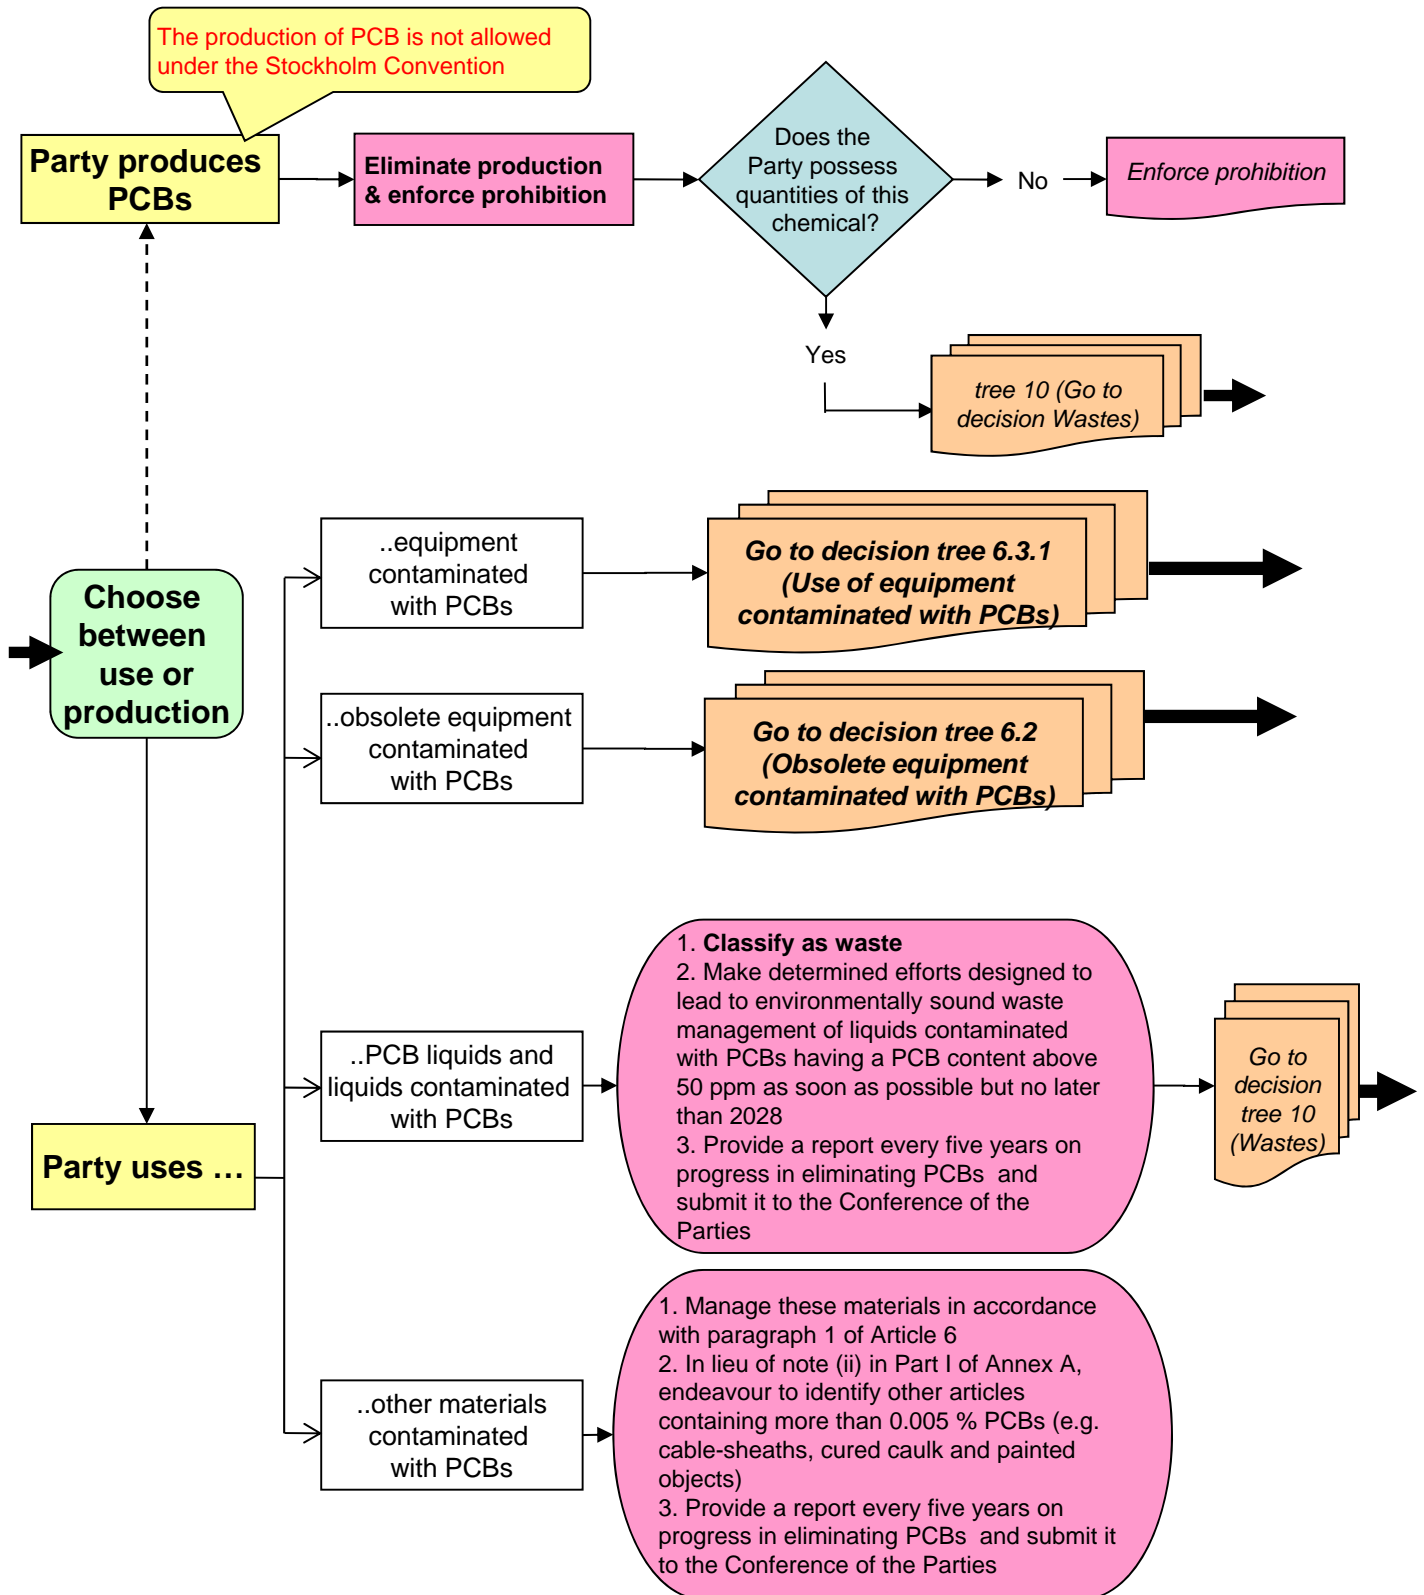 The production of PCB is not allowed
under the Stockholm Convention
Party produces
PCBs
Eliminate production
& enforce prohibition
Does the
Party possess
quantities of this
chemical?
No
Enforce prohibition
Yes
tree 10 (Go to
decision Wastes)
Choose
between
use or
production
..equipment
contaminated
with PCBs
Go to decision tree 6.3.1
(Use of equipment
contaminated with PCBs)
..obsolete equipment
contaminated
with PCBs
Go to decision tree 6.2
(Obsolete equipment
contaminated with PCBs)
Party uses …
..PCB liquids and
liquids contaminated
with PCBs
1. Classify as waste
2. Make determined efforts designed to
lead to environmentally sound waste
management of liquids contaminated
with PCBs having a PCB content above
50 ppm as soon as possible but no later
than 2028
3. Provide a report every five years on
progress in eliminating PCBs  and
submit it to the Conference of the
Parties
Go to
decision
tree 10
(Wastes)
..other materials
contaminated
with PCBs
1. Manage these materials in accordance
with paragraph 1 of Article 6
2. In lieu of note (ii) in Part I of Annex A,
endeavour to identify other articles
containing more than 0.005 % PCBs (e.g.
cable-sheaths, cured caulk and painted
objects)
3. Provide a report every five years on
progress in eliminating PCBs  and submit it
to the Conference of the Parties